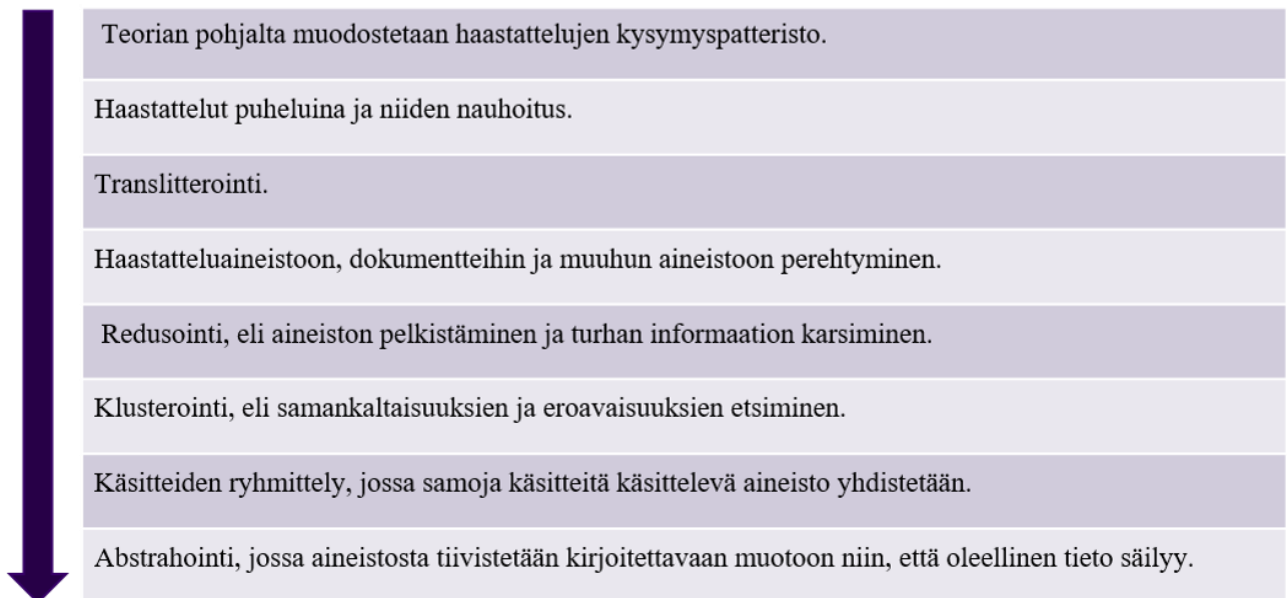 Teorian pohjalta muodostetaan haastattelujen kysymyspatteristo.
Haastattelut puheluina ja niiden nauhoitus.
Translitterointi.
Haastatteluaineistoon, dokumentteihin ja muuhun aineistoon perehtyminen.
Redusointi, eli aineiston pelkistäminen ja turhan informaation karsiminen.
Klusterointi, eli samankaltaisuuksien ja eroavaisuuksien etsiminen.
Käsitteiden ryhmittely, jossa samoja käsitteitä käsittelevä aineisto yhdistetään.
Abstrahointi, jossa aineistosta tiivistetään kirjoitettavaan muotoon niin, että oleellinen tieto säilyy.